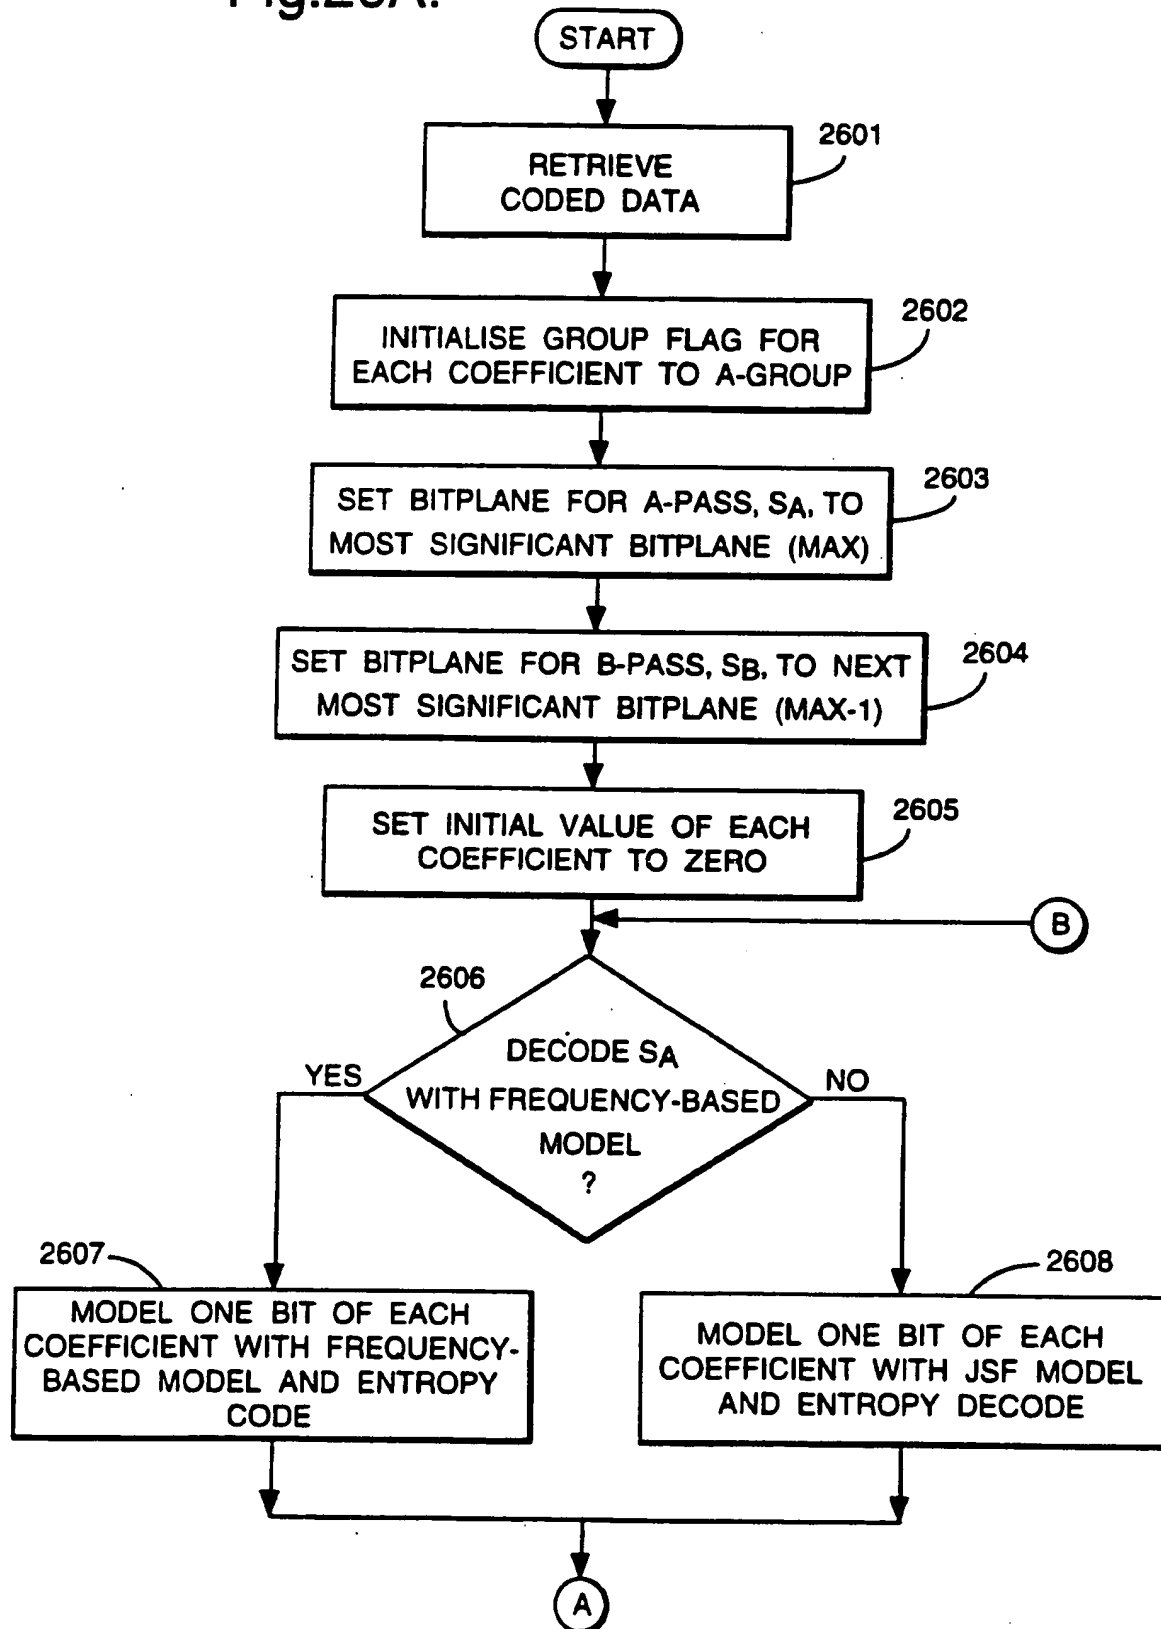 START
2601
RETRIEVE
CODED DATA
2602
INITIALISE GROUP FLAG FOR
EACH COEFFICIENT TO A-GROUP
2603
SET BITPLANE FOR A-PASS, SA, TO
MOST SIGNIFICANT BITPLANE (MAX)
2604
SET BITPLANE FOR B-PASS, SB, TO NEXT
MOST SIGNIFICANT BITPLANE (MAX-1)
2605
SET INITIAL VALUE OF EACH
COEFFICIENT TO ZERO
B
2606
DECODE SA
WITH FREQUENCY-BASED
MODEL
?
YES
NO
2607
MODEL ONE BIT OF EACH
COEFFICIENT WITH FREQUENCY-
BASED MODEL AND ENTROPY
CODE
2608
MODEL ONE BIT OF EACH
COEFFICIENT WITH JSF MODEL
AND ENTROPY DECODE
A